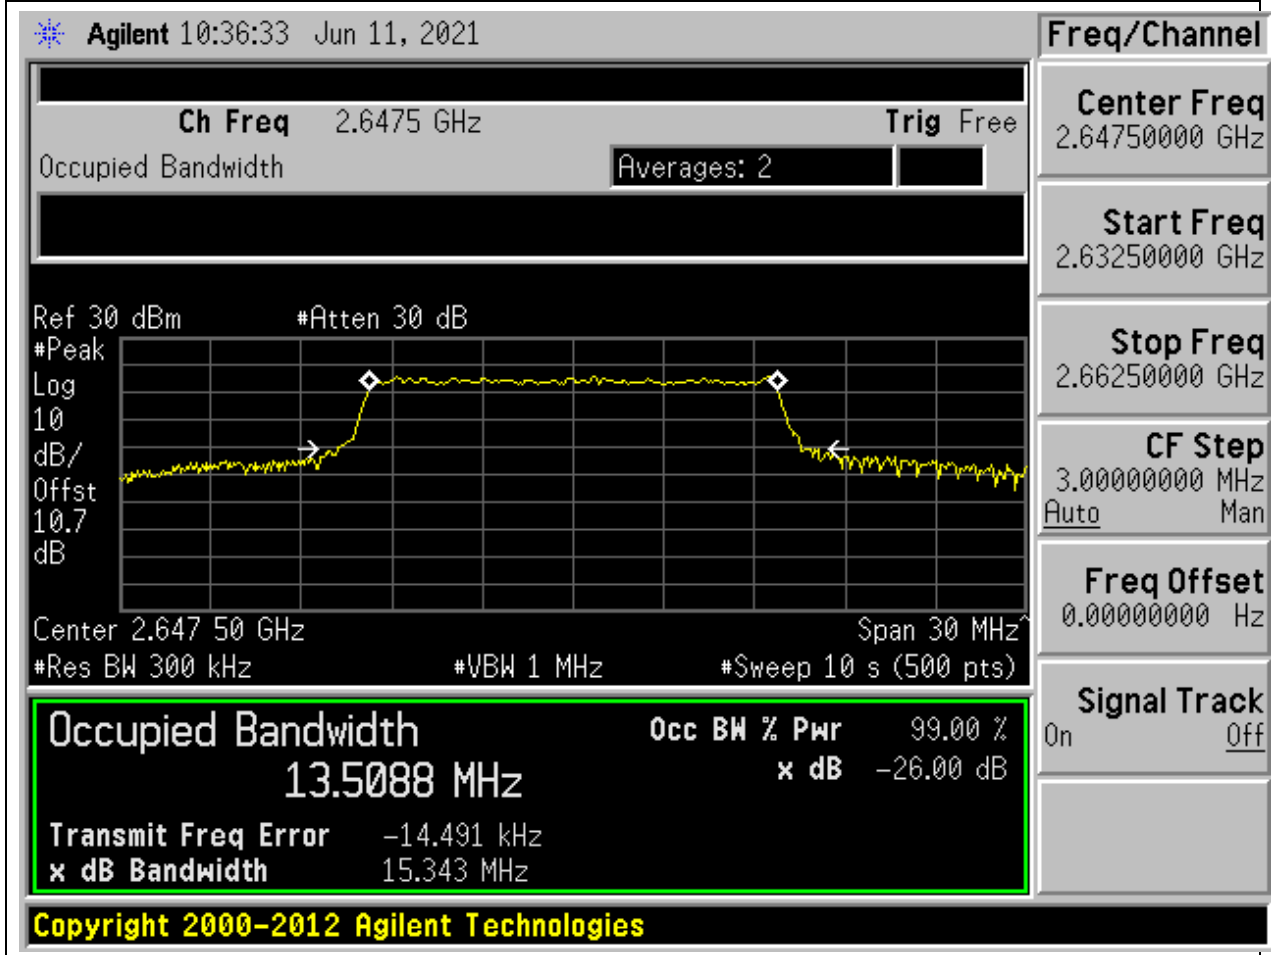 Agilent 10:36:33 Jun 11, 2021
Freq/Channel
Ch Freq 2.6475 GHz Trig Free
Occupied Bandwidth Averages: 2
Center Freq
2.64750000 GHz
Start Freq
2.63250000 GHz
Stop Freq
2.66250000 GHz
CF Step
3.00000000 MHz
Auto Man
Freq Offset
0.00000000 Hz
Signal Track
On Off
Ref 30 dBm #Atten 30 dB
#Peak
Log
10
dB/
Offst
10.7
dB
Center 2.647 50 GHz Span 30 MHz^
#Res BW 300 kHz #VBW 1 MHz #Sweep 10 s (500 pts)
Occupied Bandwidth Occ BW % Pwr 99.00 %
13.5088 MHz x dB -26.00 dB
Transmit Freq Error -14.491 kHz
x dB Bandwidth 15.343 MHz
Copyright 2000-2012 Agilent Technologies